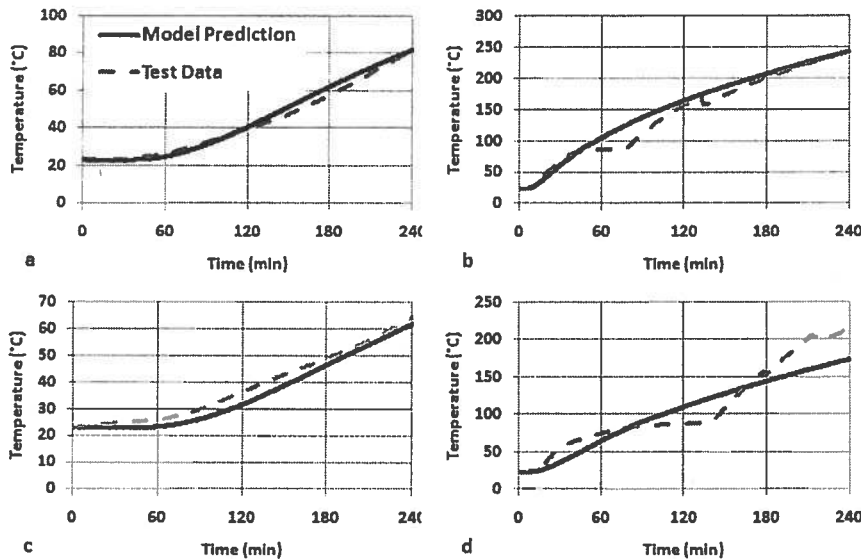 100
80
60
40
20
0
Temperature (°C)
Model Prediction
Test Data
0 60 120 180 240
a
Time (min)
300
250
200
150
100
50
0
Temperature (°C)
0 60 120 180 240
b
Time (min)
70
60
50
40
30
20
10
0
Temperature (°C)
0 60 120 180 240
c
Time (min)
250
200
150
100
50
0
Temperature (°C)
0 60 120 180 240
d
Time (min)